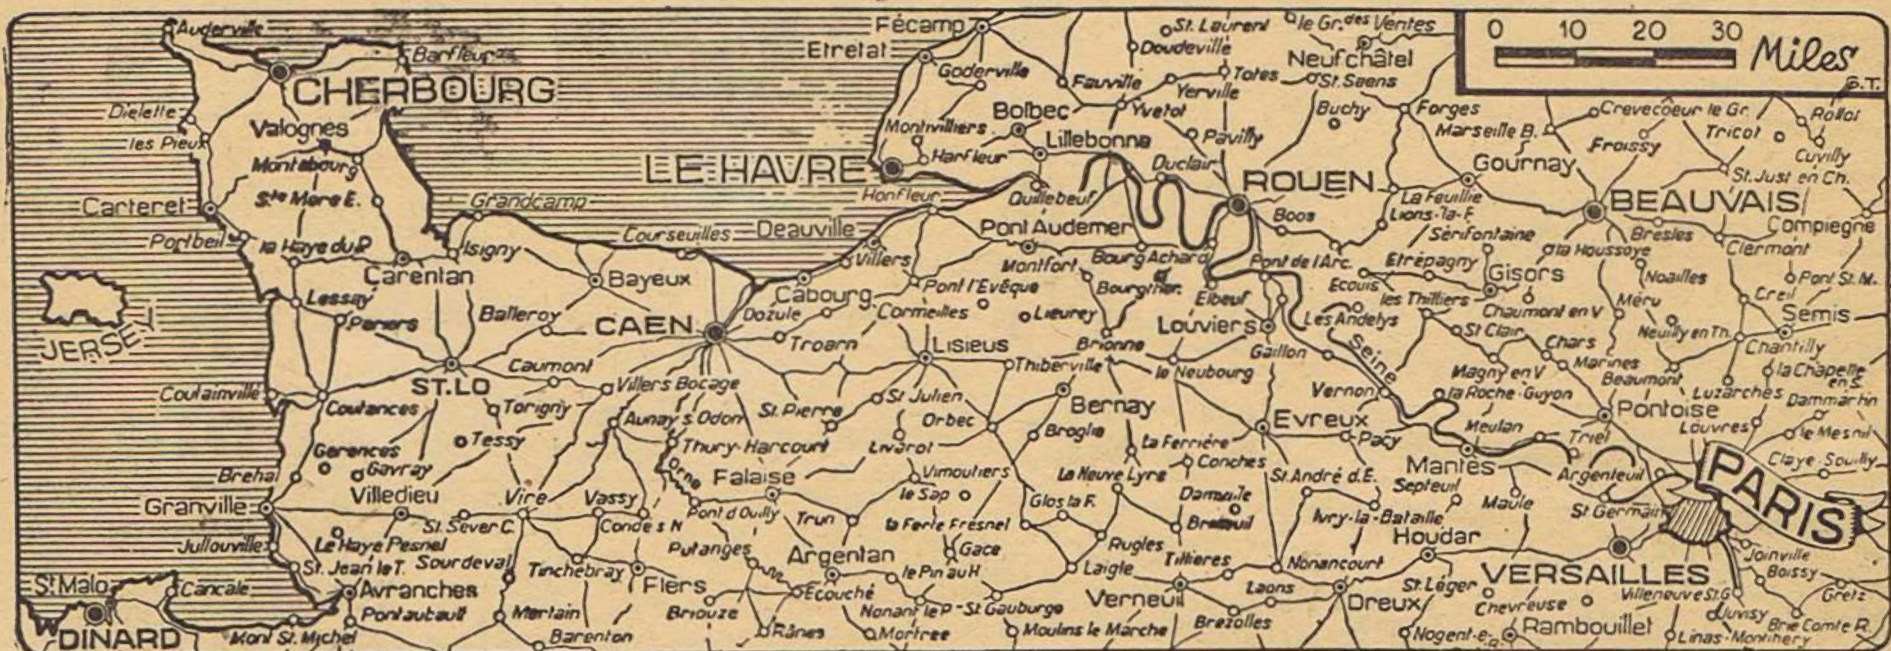 Auderville
Barfleur
CHERBOURG
Dielette
les Pieux
Valognes
Montebourg
Ste Mere E.
Carteret
Portbeil
la Haye du P.
Carentan
Isigny
Grandcamp
Courseuilles
Deauville
Villers
Honfleur
LE HAVRE
Harfleur
Montvilliers
Fécamp
Etretat
Goderville
Bolbec
Lillebonne
Fauville
Yvetot
Yerville
Totes
Doudeville
St. Laurent
le Gr. des Ventes
Neufchâtel
St. Saens
Buchy
Pavilly
Duclair
ROUEN
Forges
Marseille B.
Gournay
Crevecoeur le Gr.
Froissy
Tricot
Rollot
Cuvilly
St. Just en Ch.
0 10 20 30 Miles
G.T.
BEAUVAIS
Bresles
Clermont
Compiegne
La Feuillie
Lions-la-F.
Sérifontaine
la Houssoye
Noailles
Pont St. M.
Creil
Senlis
Chantilly
Neuilly en Th.
Méru
Chaumont en V
Gisors
Etrépagny
Ecouis
les Thilliers
Les Andelys
Pont de l'Arc.
Boos
Elbeuf
Louviers
Bourg Achard
Bourgther.
Montfort
Pont Audemer
Quillebeuf
Pont l'Evêque
Cormeilles
Lieurey
Brionne
Cabourg
Dozule
Troarn
CAEN
Bayeux
Balleroy
Lessay
Periers
JERSEY
Coutainville
Coutances
ST. LO
Caumont
Torigny
Villers Bocage
Aunay s. Odon
Thury-Harcourt
Orne
St. Pierre
St Julien
Lisieus
Thiberville
Orbec
Livarot
Bernay
Broglie
le Neubourg
Gaillon
Seine
Vernon
St Clair
Magny en V
Chars
Marines
Beaumont
Luzarches
la Chapelle en S.
Dammartin
le Mesnil
Louvres
Pontoise
la Roche-Guyon
Meulan
Triel
Argenteuil
Claye-Souilly
PARIS
Mantes
Septeuil
Maule
St Germain
Evreux
Pacy
St. André d. E.
Ivry-la-Bataille
Houdar
La Ferrière
Conches
La Neuve Lyre
Damville
Breteuil
Glos la F.
Rugles
Laigle
Tillieres
Nonancourt
Verneuil
Laons
Brezolles
Dreux
St. Léger
VERSAILLES
Chevreuse
Villeneuve St. G
Joinville
Boissy
Gretz
Juvisy
Brie Comte R.
Linas-Montlhery
Rambouillet
Nogent-e-a.
Falaise
Pont d Ouilly
Trun
Vimoutiers
le Sap
la Ferte Fresnel
Gace
Argentan
le Pin au H
Nonant le P-St Gauburge
Moulins le Marche
Mortree
Ecouché
Rânes
Briouze
Putanges
Flers
Conde s N
Vassy
Vire
Tinchebray
Tessy
Gerences
Gavray
Brehal
Villedieu
Granville
St. Sever C.
Jullouville
La Haye Pesnel
Sourdeval
St. Jean le T.
Avranches
Pontaubault
Mortain
Barenton
Mont St. Michel
Cancale
St Malo
DINARD